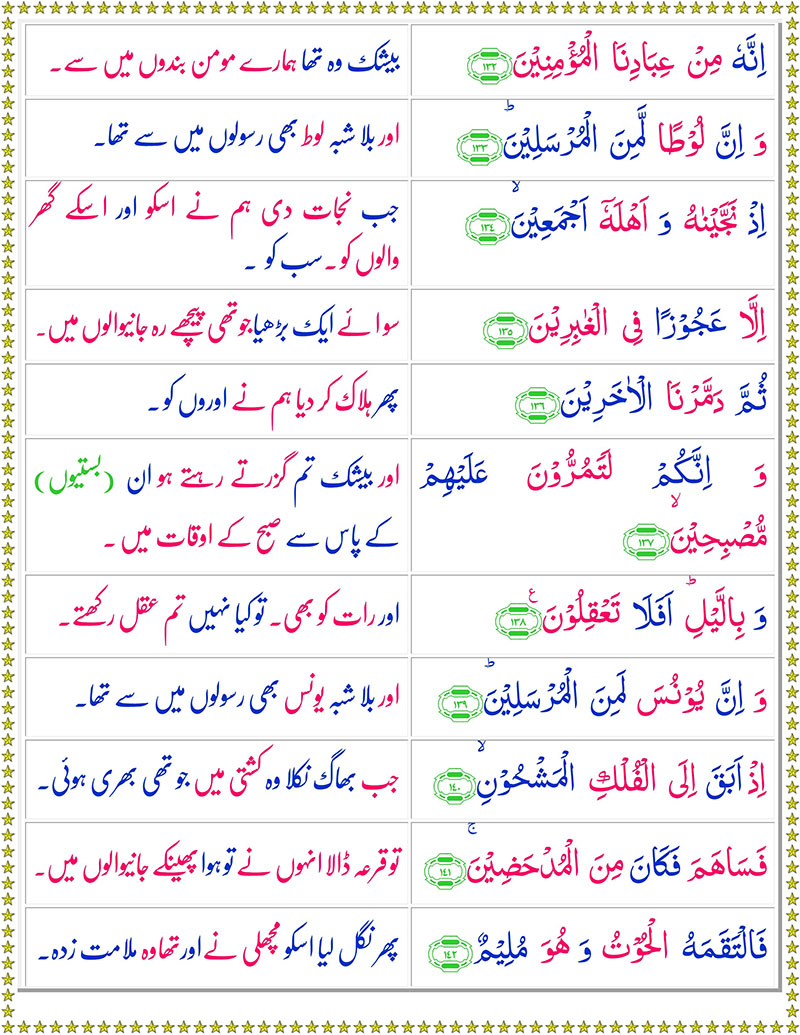 اِنَّهٗ مِنْ عِبَادِنَا الْمُؤْمِنِيْنَ ﴿۱۳۲﴾
بیشک وہ تھا ہمارے مومن بندوں میں سے۔
وَ اِنَّ لُوْطًا لَّمِنَ الْمُرْسَلِيْنَؕ ﴿۱۳۳﴾
اور بلا شبہ لوط بھی رسولوں میں سے تھا۔
اِذْ نَجَّيْنٰهُ وَ اَهْلَهٗۤ اَجْمَعِيْنَۙ ﴿۱۳۴﴾
جب نجات دی ہم نے اسکو اور اسکے گھر
والوں کو۔ سب کو ۔
اِلَّا عَجُوْزًا فِي الْغٰبِرِيْنَ ﴿۱۳۵﴾
سوائے ایک بڑھیا جو تھی پیچھے رہ جانیوالوں میں۔
ثُمَّ دَمَّرْنَا الْاٰخَرِيْنَ ﴿۱۳۶﴾
پھر ہلاک کر دیا ہم نے اوروں کو۔
وَ اِنَّكُمْ لَتَمُرُّوْنَ عَلَيْهِمْ
مُّصْبِحِيْنَۙ ﴿۱۳۷﴾
اور بیشک تم گزرتے رہتے ہو ان (بستیوں)
کے پاس سے صبح کے اوقات میں ۔
وَ بِالَّيْلِؕ اَفَلَا تَعْقِلُوْنَ ﴿۱۳۸﴾ ع
اور رات کو بھی۔ تو کیا نہیں تم عقل رکھتے۔
وَ اِنَّ يُوْنُسَ لَمِنَ الْمُرْسَلِيْنَؕ ﴿۱۳۹﴾
اور بلا شبہ یونس بھی رسولوں میں سے تھا۔
اِذْ اَبَقَ اِلَى الْفُلْكِ الْمَشْحُوْنِۙ ﴿۱۴۰﴾
جب بھاگ نکلا وہ کشتی میں جو تھی بھری ہوئی۔
فَسَاهَمَ فَكَانَ مِنَ الْمُدْحَضِيْنَۚ ﴿۱۴۱﴾
تو قرعہ ڈالا انہوں نے تو ہوا پھینکے جانیوالوں میں۔
فَالْتَقَمَهُ الْحُوْتُ وَ هُوَ مُلِيْمٌ ﴿۱۴۲﴾
پھر نگل لیا اسکو مچھلی نے اور تھا وہ ملامت زدہ۔